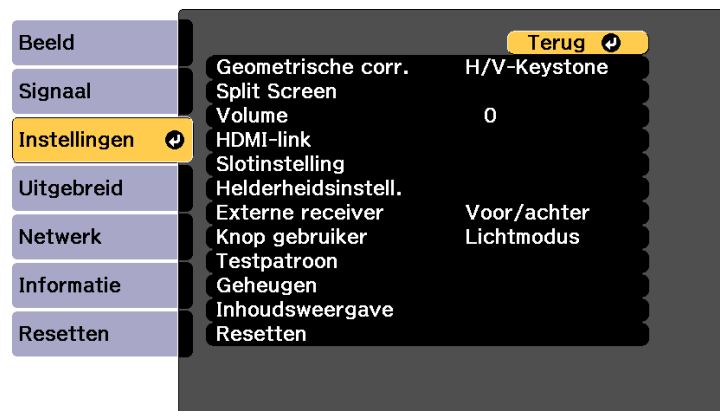 Beeld
Signaal
Instellingen
Uitgebreid
Netwerk
Informatie
Resetten
Terug
Geometrische corr. H/V-Keystone
Split Screen
Volume 0
HDMI-link
Slotinstelling
Helderheidsinstell.
Externe receiver Voor/achter
Knop gebruiker Lichtmodus
Testpatroon
Geheugen
Inhoudsweergave
Resetten